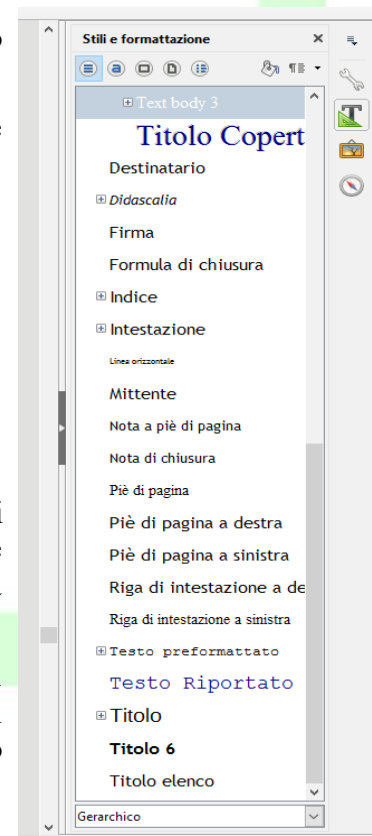 Stili e formattazione
Text body 3
Titolo Copert
Destinatario
Didascalia
Firma
Formula di chiusura
Indice
Intestazione
Linea orizzontale
Mittente
Nota a piè di pagina
Nota di chiusura
Piè di pagina
Piè di pagina a destra
Piè di pagina a sinistra
Riga di intestazione a de
Riga di intestazione a sinistra
Testo preformattato
Testo Riportato
Titolo
Titolo 6
Titolo elenco
Gerarchico